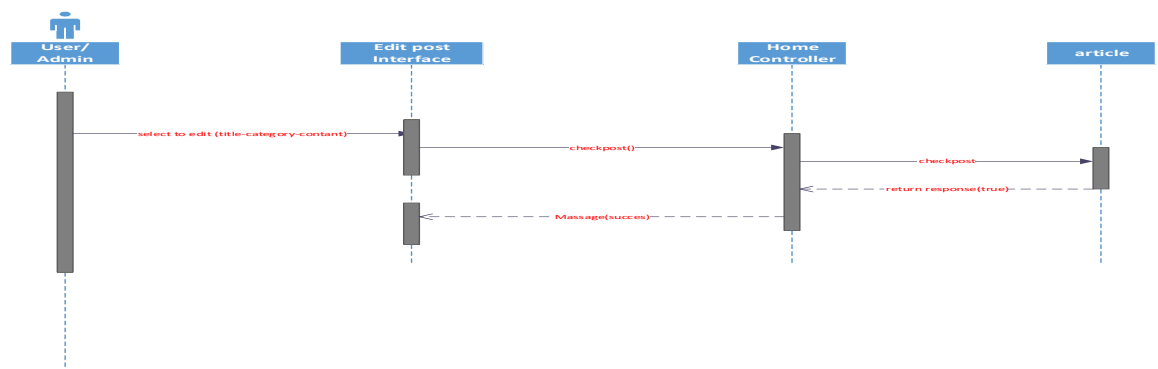 User/
Admin
Edit post
Interface
Home
Controller
article
select to edit (title-category-contant)
checkpost()
checkpost
return response(true)
Massage(succes)